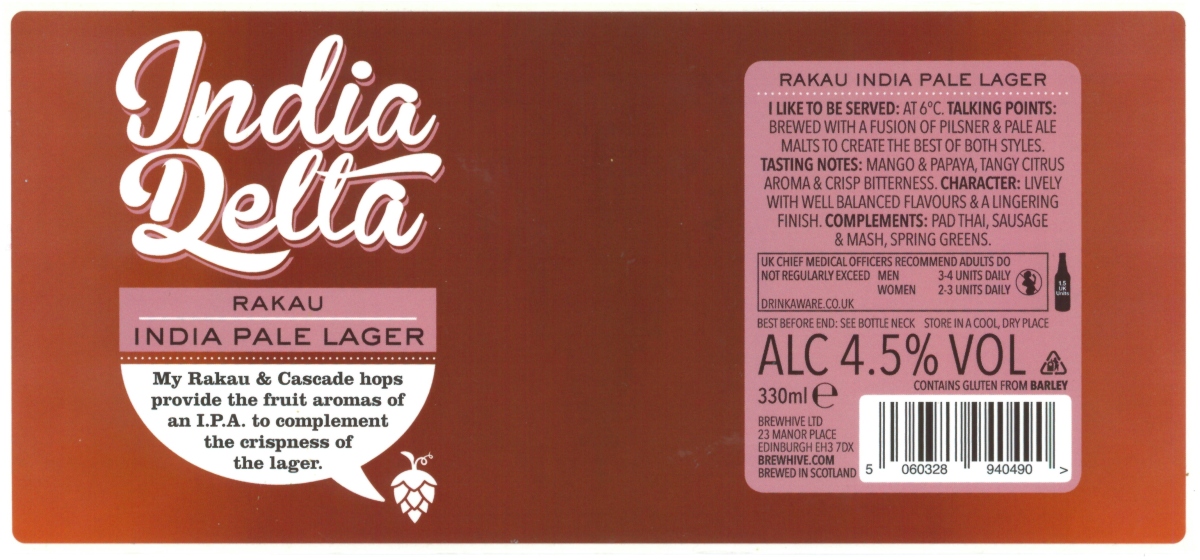 India
Delta
RAKAU
INDIA PALE LAGER
My Rakau & Cascade hops
provide the fruit aromas of
an I.P.A. to complement
the crispness of
the lager.
RAKAU INDIA PALE LAGER
I LIKE TO BE SERVED: AT 6°C. TALKING POINTS:
BREWED WITH A FUSION OF PILSNER & PALE ALE
MALTS TO CREATE THE BEST OF BOTH STYLES.
TASTING NOTES: MANGO & PAPAYA, TANGY CITRUS
AROMA & CRISP BITTERNESS. CHARACTER: LIVELY
WITH WELL BALANCED FLAVOURS & A LINGERING
FINISH. COMPLEMENTS: PAD THAI, SAUSAGE
& MASH, SPRING GREENS.
UK CHIEF MEDICAL OFFICERS RECOMMEND ADULTS DO
NOT REGULARLY EXCEED MEN 3-4 UNITS DAILY
WOMEN 2-3 UNITS DAILY
DRINKAWARE.CO.UK
1.5
UK
Units
BEST BEFORE END: SEE BOTTLE NECK STORE IN A COOL, DRY PLACE
ALC 4.5% VOL
CONTAINS GLUTEN FROM BARLEY
330ml e
BREWHIVE LTD
23 MANOR PLACE
EDINBURGH EH3 7DX
BREWHIVE.COM
BREWED IN SCOTLAND
5 060328 940490 >